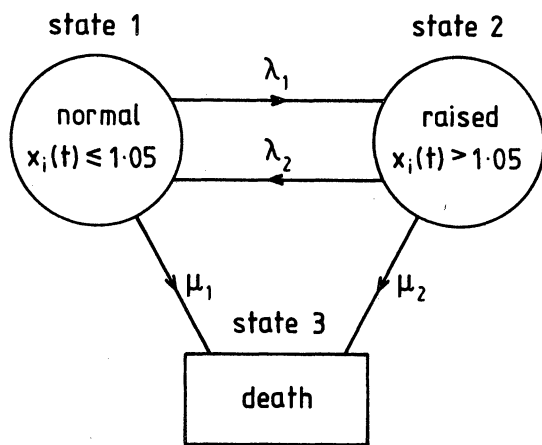 state 1
state 2
λ₁
normal
xᵢ(t) ≤ 1·05
raised
xᵢ(t) > 1·05
λ₂
μ₁
μ₂
state 3
death